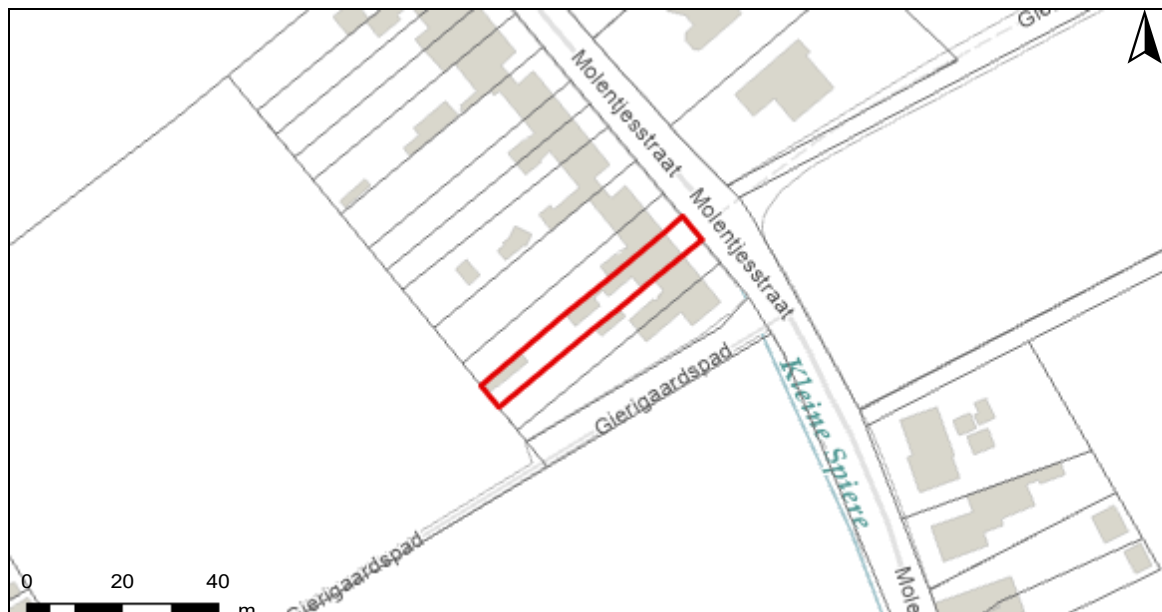 Molentjesstraat
Molentjesstraat
Gierigaardspad
Kleine Spiere
Gierigaardspad
0 20 40
m